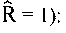 R̂ = 1);